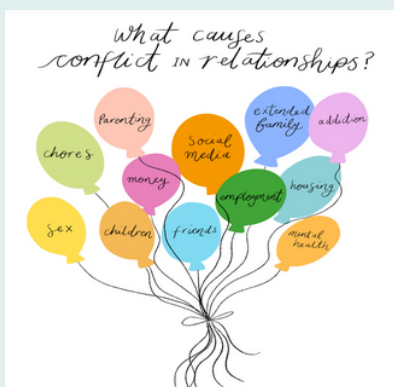 What causes
conflict in relationships?
Parenting
extended
family
addiction
chores
social
media
money
employment
housing
sex
children
friends
mental
health